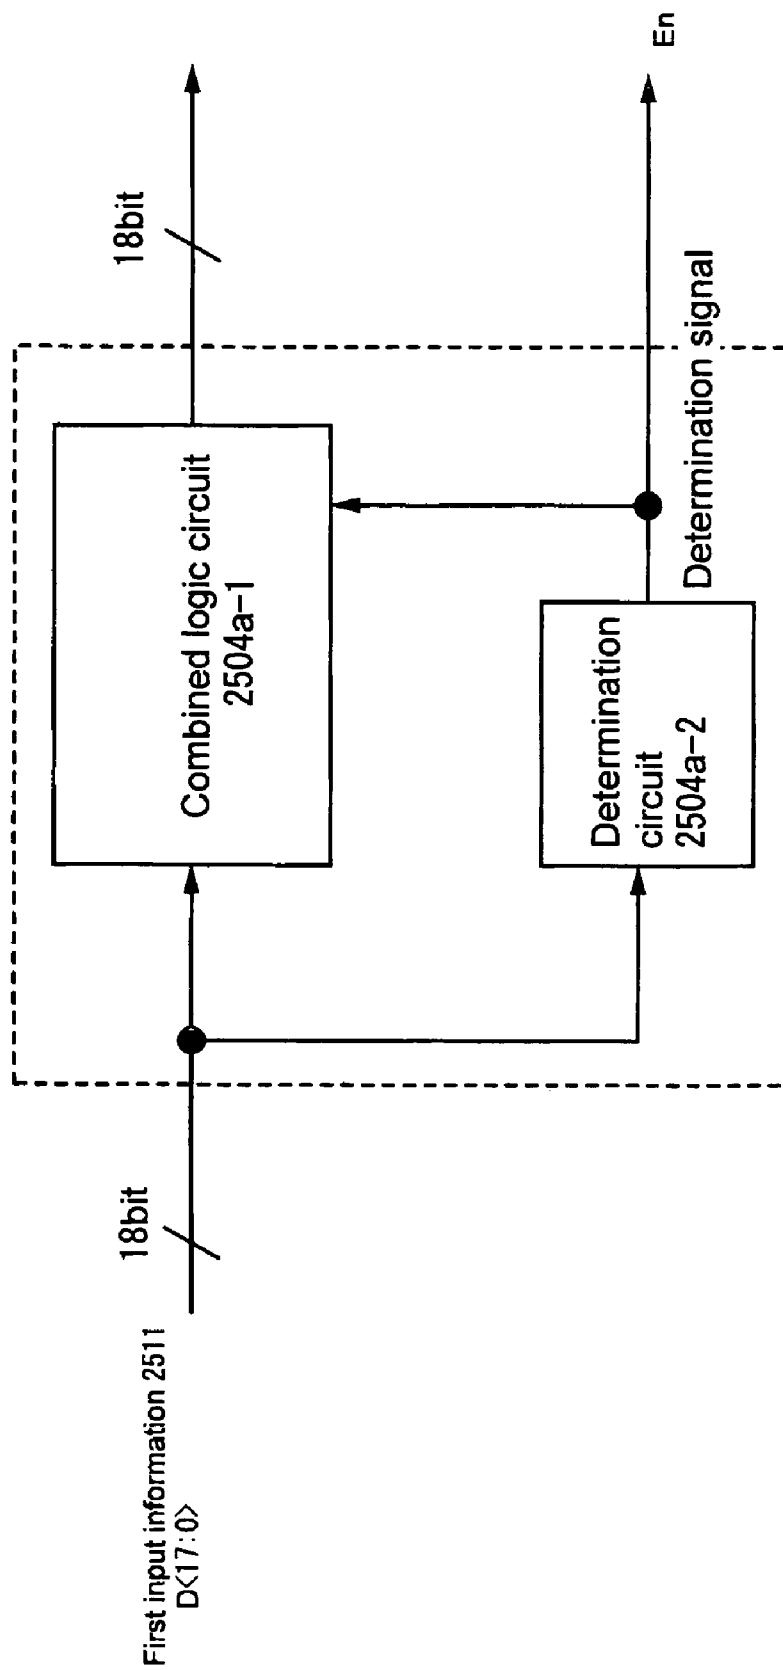 First input information 2511
D<17:0>
18bit
Combined logic circuit
2504a-1
18bit
Determination
circuit
2504a-2
Determination signal
En